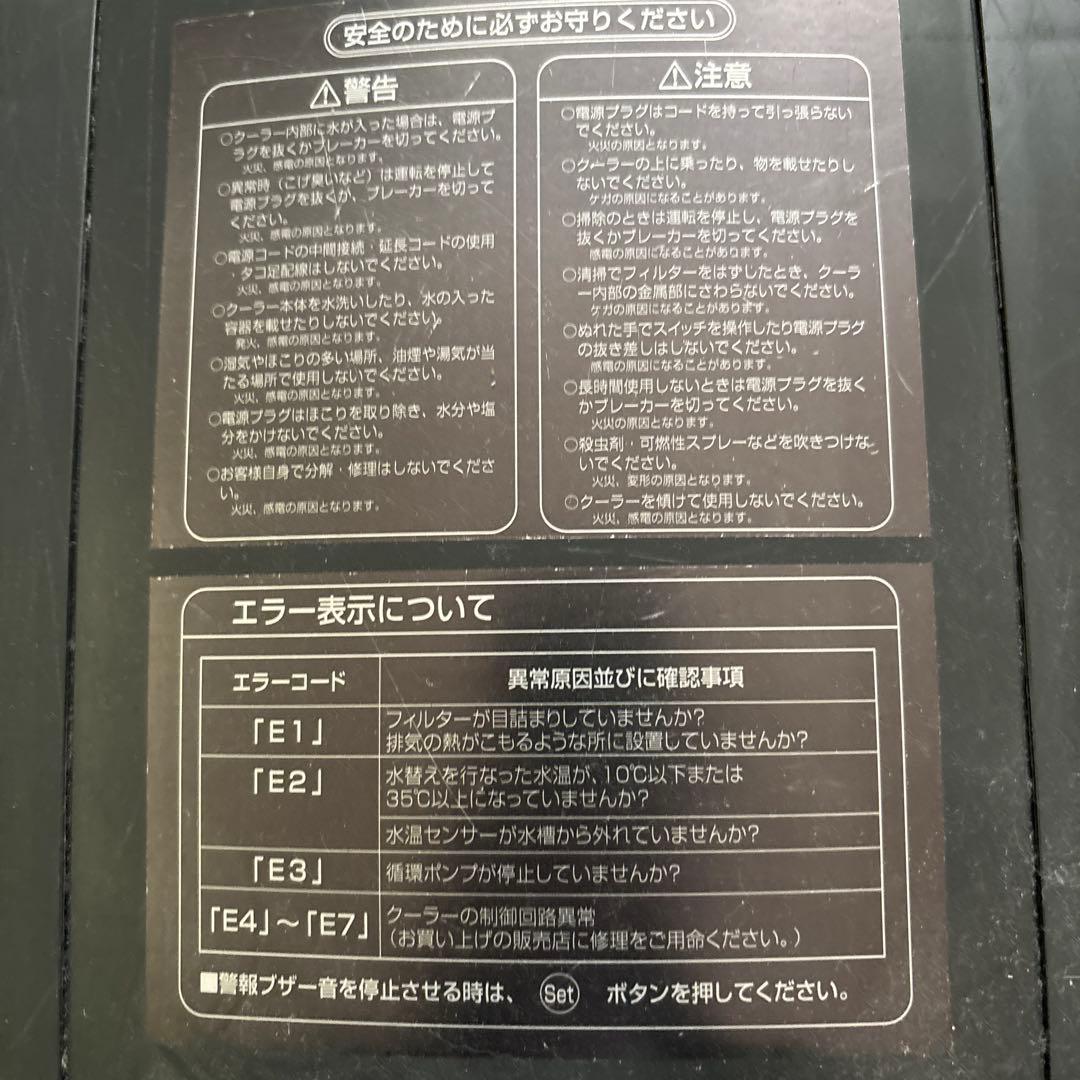 安全のために必ずお守りください
⚠警告
○クーラー内部に水が入った場合は、電源プ
ラグを抜くかブレーカーを切ってください。
火災、感電の原因となります。
○異常時（こげ臭いなど）は運転を停止して
電源プラグを抜くか、ブレーカーを切って
ください。
火災、感電の原因となります。
○電源コードの中間接続・延長コードの使用
・タコ足配線はしないでください。
火災、感電の原因となります。
○クーラー本体を水洗いしたり、水の入った
容器を載せたりしないでください。
発火、感電の原因となります。
○湿気やほこりの多い場所、油煙や湯気が当
たる場所で使用しないでください。
火災、感電の原因となります。
○電源プラグはほこりを取り除き、水分や塩
分をかけないでください。
火災、感電の原因となります。
○お客様自身で分解・修理はしないでくださ
い。
火災、感電の原因となります。
⚠注意
○電源プラグはコードを持って引っ張らない
でください。
火災の原因となります。
○クーラーの上に乗ったり、物を載せたりし
ないでください。
ケガの原因になることがあります。
○掃除のときは運転を停止し、電源プラグを
抜くかブレーカーを切ってください。
感電の原因になることがあります。
○清掃でフィルターをはずしたとき、クーラ
ー内部の金属部にさわらないでください。
ケガの原因になることがあります。
○ぬれた手でスイッチを操作したり電源プラグ
の抜き差しはしないでください。
感電の原因になることがあります。
○長時間使用しないときは電源プラグを抜く
かブレーカーを切ってください。
火災の原因となります。
○殺虫剤・可燃性スプレーなどを吹きつけな
いでください。
火災、変形の原因となります。
○クーラーを傾けて使用しないでください。
火災、感電の原因となります。
エラー表示について
エラーコード 異常原因並びに確認事項
「E1」 フィルターが目詰まりしていませんか?
排気の熱がこもるような所に設置していませんか?
「E2」 水替えを行なった水温が、10℃以下または
35℃以上になっていませんか?
水温センサーが水槽から外れていませんか?
「E3」 循環ポンプが停止していませんか?
「E4」～「E7」 クーラーの制御回路異常
（お買い上げの販売店に修理をご用命ください。）
■警報ブザー音を停止させる時は、 Set ボタンを押してください。